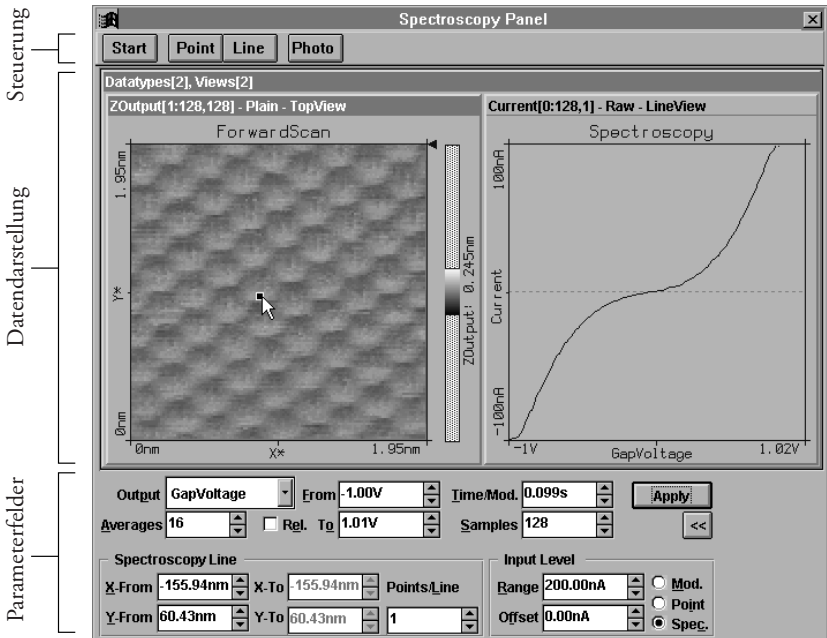 Steuerung
Datendarstellung
Parameterfelder
Spectroscopy Panel
Start Point Line Photo
Datatypes[2], Views[2]
ZOutput[1:128,128] - Plain - TopView
ForwardScan
1.95nm
Y*
0nm
0nm X* 1.95nm
ZOutput: 0.245nm
Current[0:128,1] - Raw - LineView
Spectroscopy
100nA
Current
-100nA
-1V GapVoltage 1.02V
Output GapVoltage From -1.00V Time/Mod. 0.099s Apply
Averages 16 Rel. To 1.01V Samples 128 <<
Spectroscopy Line
X-From -155.94nm X-To -155.94nm Points/Line
Y-From 60.43nm Y-To 60.43nm 1
Input Level
Range 200.00nA Mod.
Point
Offset 0.00nA Spec.